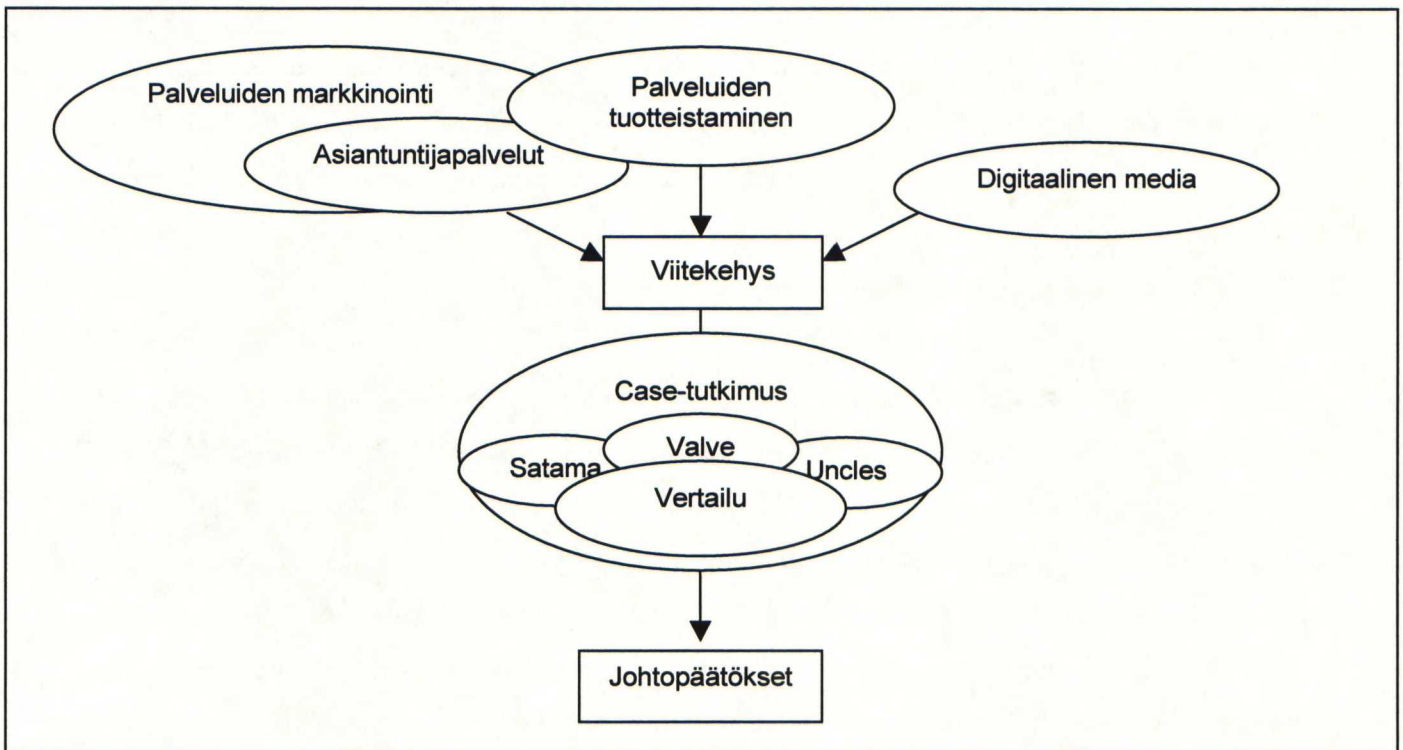 Palveluiden markkinointi
Palveluiden
tuotteistaminen
Asiantuntijapalvelut
Digitaalinen media
Viitekehys
Case-tutkimus
Valve
Satama
Uncles
Vertailu
Johtopäätökset